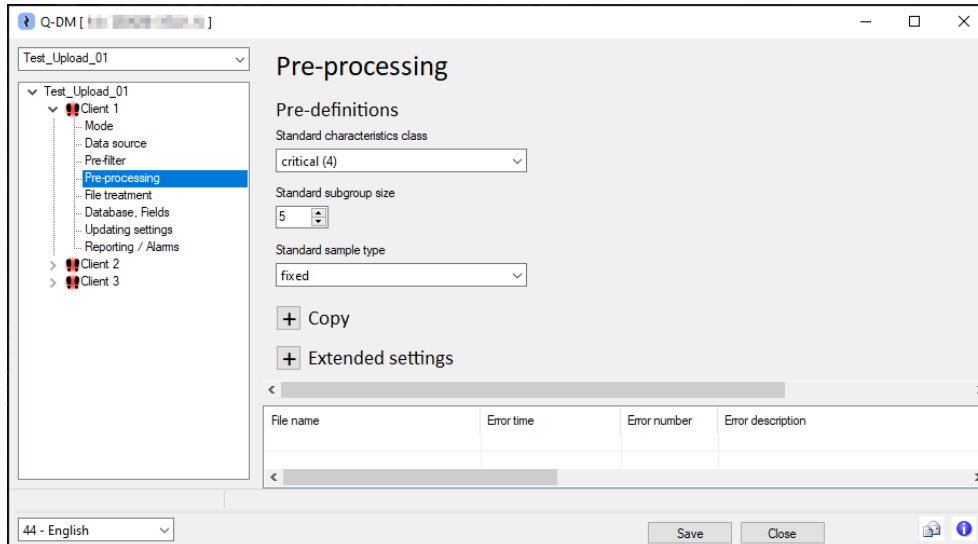 Q-DM [ ]
Test_Upload_01
Test_Upload_01
Client 1
Mode
Data source
Pre-filter
Pre-processing
File treatment
Database, Fields
Updating settings
Reporting / Alarms
Client 2
Client 3
Pre-processing
Pre-definitions
Standard characteristics class
critical (4)
Standard subgroup size
5
Standard sample type
fixed
+ Copy
+ Extended settings
File name Error time Error number Error description
44 - English
Save Close